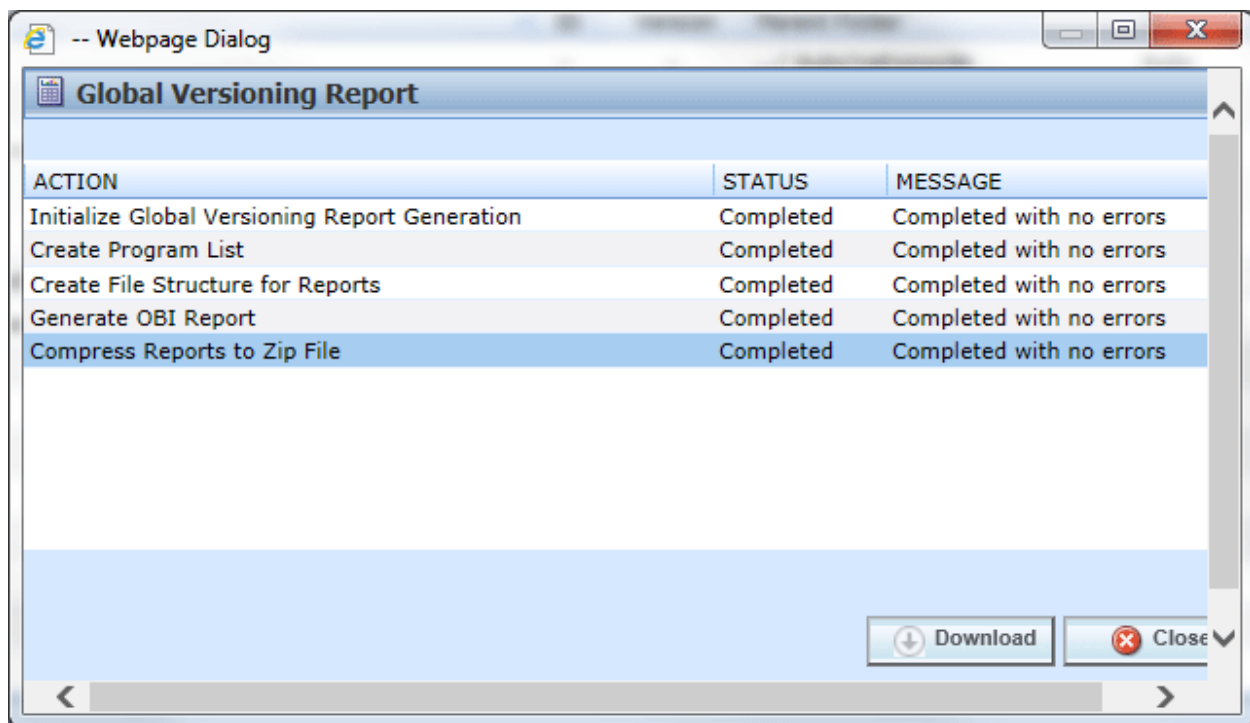 -- Webpage Dialog
Global Versioning Report
ACTION STATUS MESSAGE
Initialize Global Versioning Report Generation Completed Completed with no errors
Create Program List Completed Completed with no errors
Create File Structure for Reports Completed Completed with no errors
Generate OBI Report Completed Completed with no errors
Compress Reports to Zip File Completed Completed with no errors
Download Close